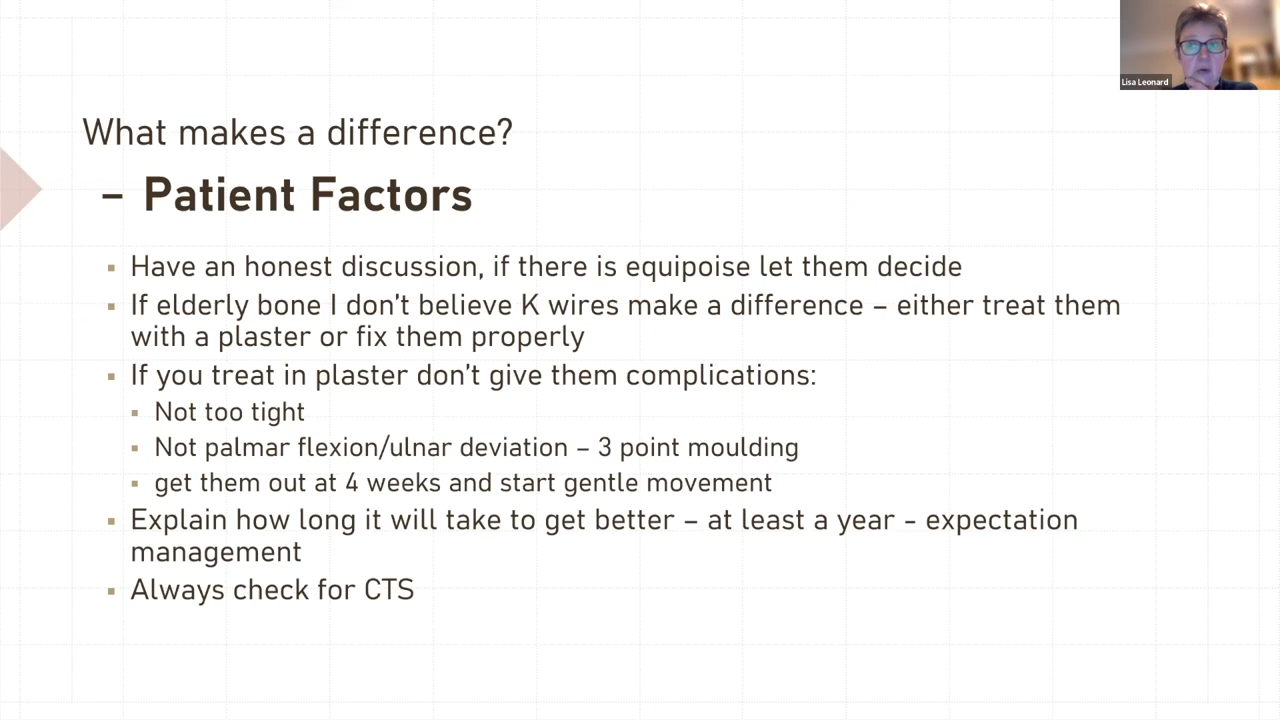 Lisa Leonard
What makes a difference?
– Patient Factors
▪ Have an honest discussion, if there is equipoise let them decide
▪ If elderly bone I don't believe K wires make a difference – either treat them
with a plaster or fix them properly
▪ If you treat in plaster don't give them complications:
▪ Not too tight
▪ Not palmar flexion/ulnar deviation – 3 point moulding
▪ get them out at 4 weeks and start gentle movement
▪ Explain how long it will take to get better – at least a year - expectation
management
▪ Always check for CTS